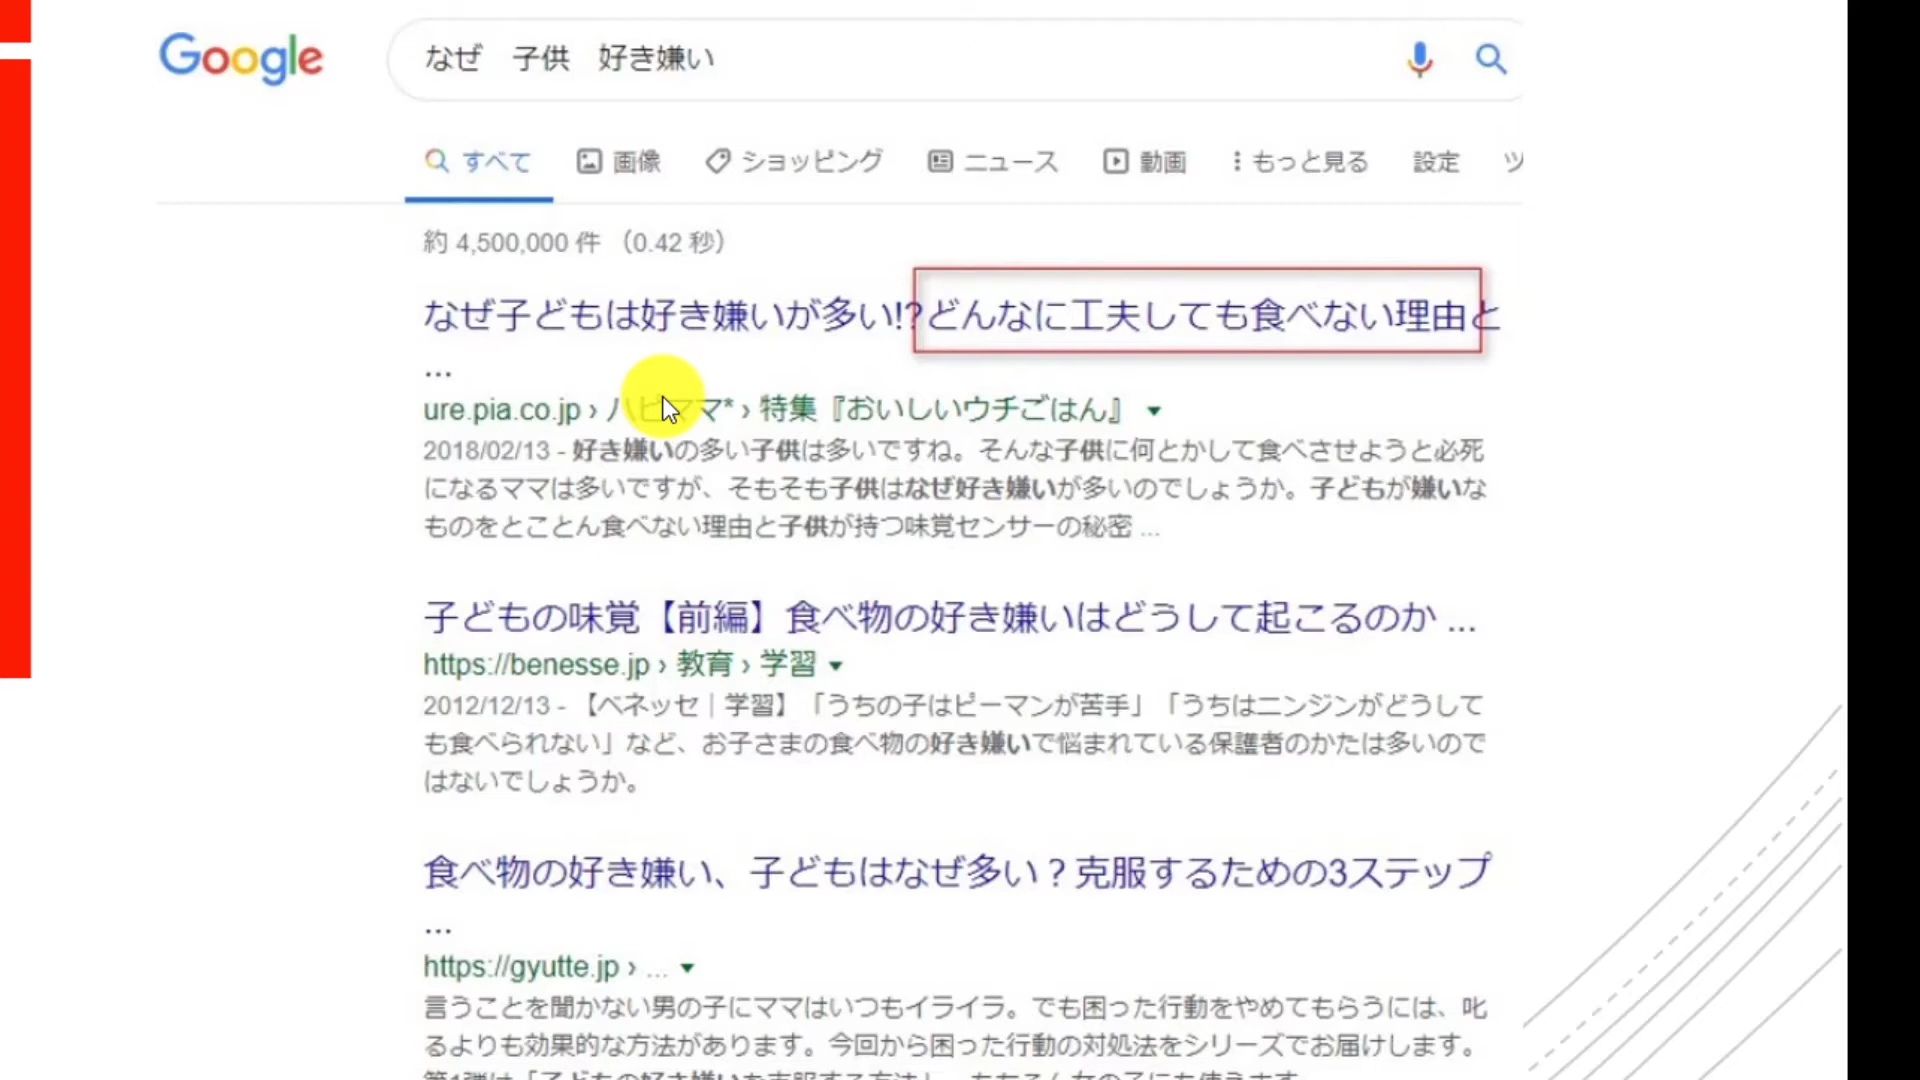 Google
なぜ　子供　好き嫌い
すべて 画像 ショッピング ニュース 動画 もっと見る 設定 ツ
約 4,500,000 件 （0.42 秒）
なぜ子どもは好き嫌いが多い!?どんなに工夫しても食べない理由と
...
ure.pia.co.jp › ハピママ* › 特集『おいしいウチごはん』
2018/02/13 - 好き嫌いの多い子供は多いですね。そんな子供に何とかして食べさせようと必死
になるママは多いですが、そもそも子供はなぜ好き嫌いが多いのでしょうか。子どもが嫌いな
ものをとことん食べない理由と子供が持つ味覚センサーの秘密 ...
子どもの味覚【前編】食べ物の好き嫌いはどうして起こるのか ...
https://benesse.jp › 教育 › 学習
2012/12/13 - 【ベネッセ｜学習】「うちの子はピーマンが苦手」「うちはニンジンがどうして
も食べられない」など、お子さまの食べ物の好き嫌いで悩まれている保護者のかたは多いので
はないでしょうか。
食べ物の好き嫌い、子どもはなぜ多い？克服するための3ステップ
...
https://gyutte.jp › ...
言うことを聞かない男の子にママはいつもイライラ。でも困った行動をやめてもらうには、叱
るよりも効果的な方法があります。今回から困った行動の対処法をシリーズでお届けします。